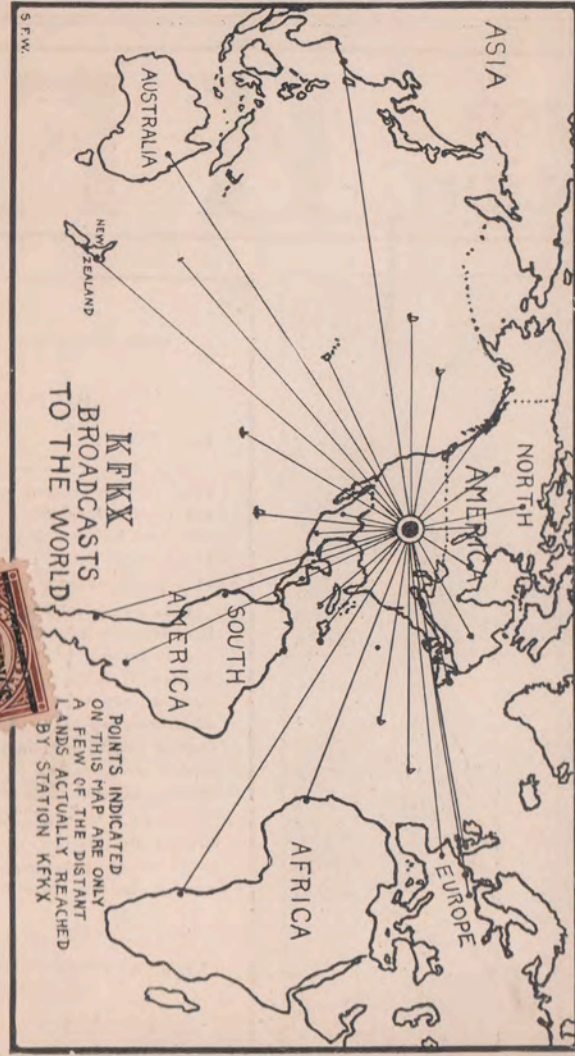 ASIA
NORTH
AMERICA
EUROPE
AFRICA
AUSTRALIA
NEW
ZEALAND
SOUTH
AMERICA
KFKX
BROADCASTS
TO THE WORLD
POINTS INDICATED
ON THIS MAP ARE ONLY
A FEW OF THE DISTANT
LANDS ACTUALLY REACHED
BY STATION KFKX
S.F.W.